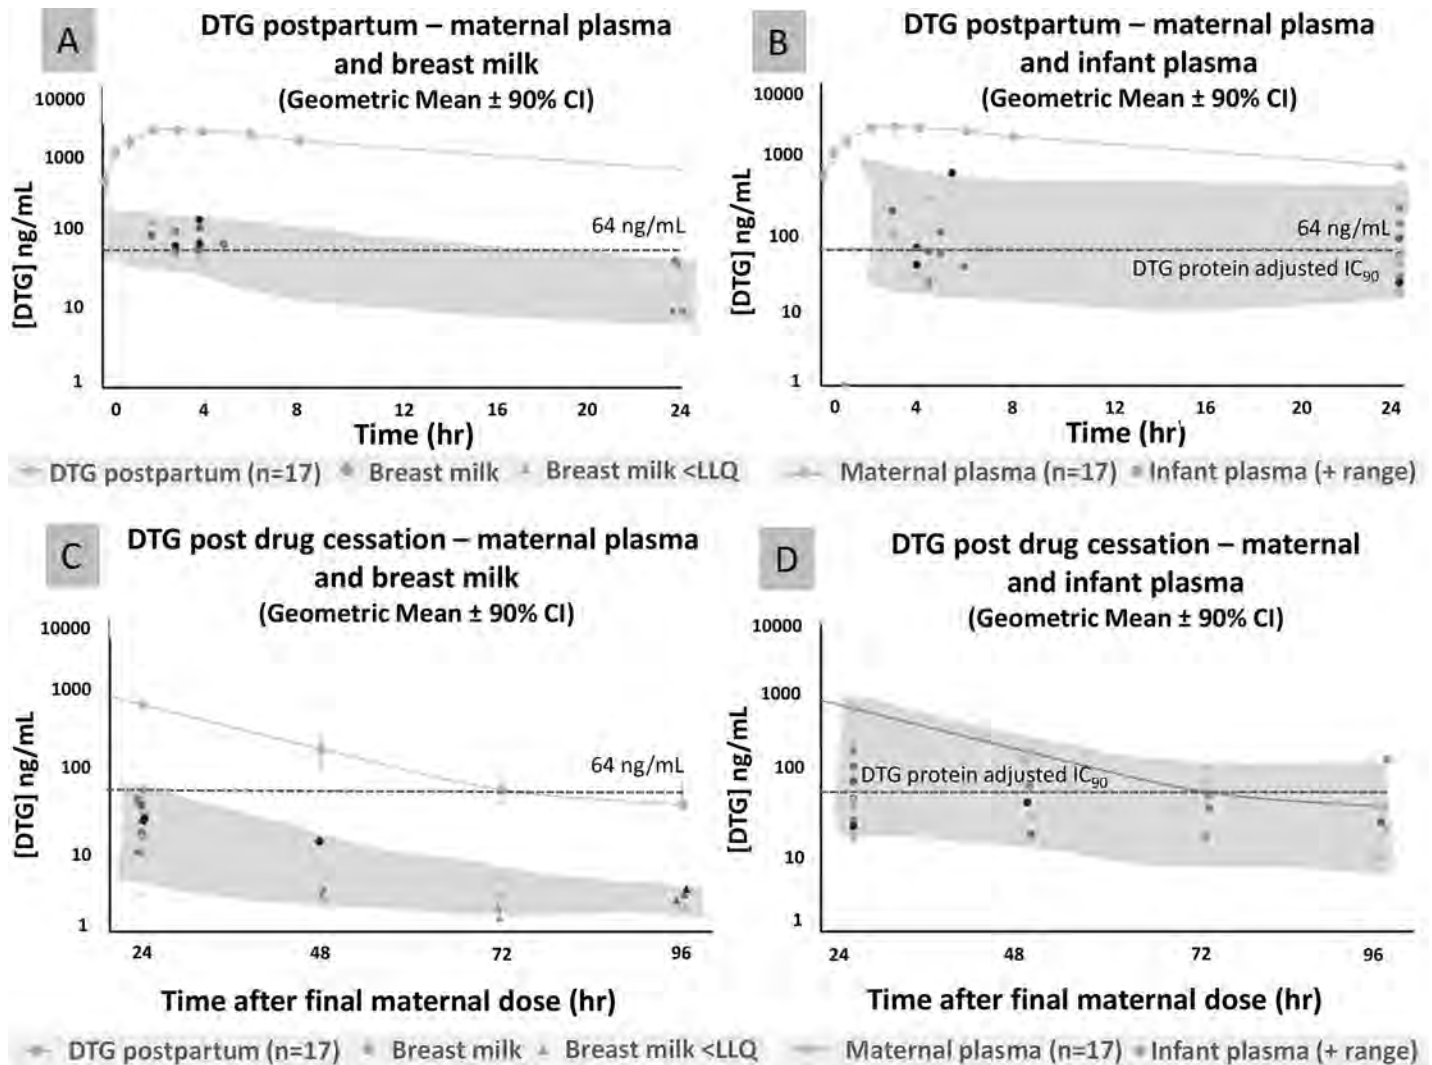 A
DTG postpartum – maternal plasma
and breast milk
(Geometric Mean ± 90% CI)
[DTG] ng/mL
10000
1000
100
10
1
64 ng/mL
0 4 8 12 16 20 24
Time (hr)
DTG postpartum (n=17) Breast milk Breast milk <LLQ
B
DTG postpartum – maternal plasma
and infant plasma
(Geometric Mean ± 90% CI)
[DTG] ng/mL
10000
1000
100
10
1
64 ng/mL
DTG protein adjusted IC90
0 4 8 12 16 20 24
Time (hr)
Maternal plasma (n=17) Infant plasma (+ range)
C
DTG post drug cessation – maternal plasma
and breast milk
(Geometric Mean ± 90% CI)
[DTG] ng/mL
10000
1000
100
10
1
64 ng/mL
24 48 72 96
Time after final maternal dose (hr)
DTG postpartum (n=17) Breast milk Breast milk <LLQ
D
DTG post drug cessation – maternal
and infant plasma
(Geometric Mean ± 90% CI)
[DTG] ng/mL
10000
1000
100
10
1
DTG protein adjusted IC90
24 48 72 96
Time after final maternal dose (hr)
Maternal plasma (n=17) Infant plasma (+ range)